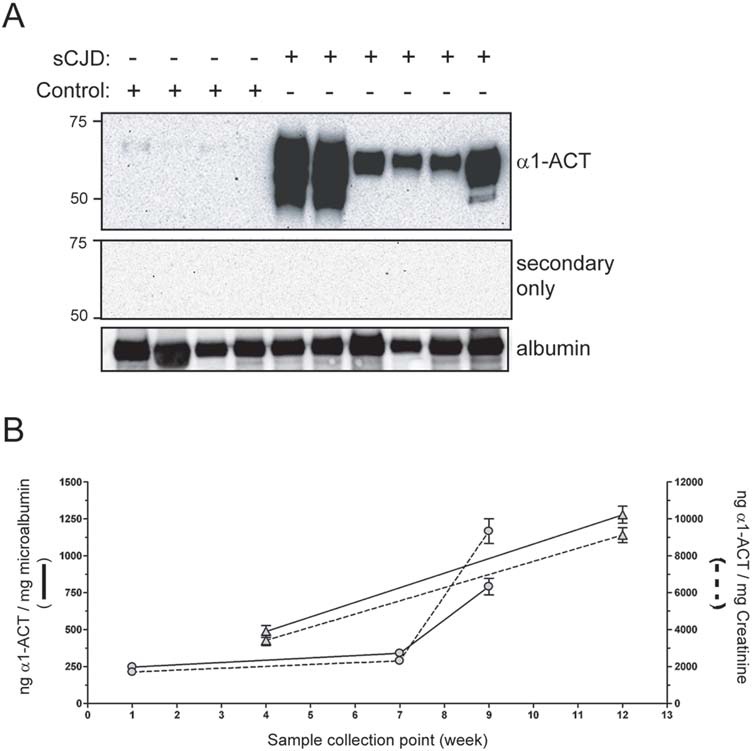 A
sCJD: - - - - + + + + + +
Control: + + + + - - - - - -
75
50
α1-ACT
75
50
secondary
only
albumin
B
ng α1-ACT / mg microalbumin
( )
1500
1250
1000
750
500
250
0
0 1 2 3 4 5 6 7 8 9 10 11 12 13
Sample collection point (week)
12000
10000
8000
6000
4000
2000
0
ng α1-ACT / mg Creatinine
( )